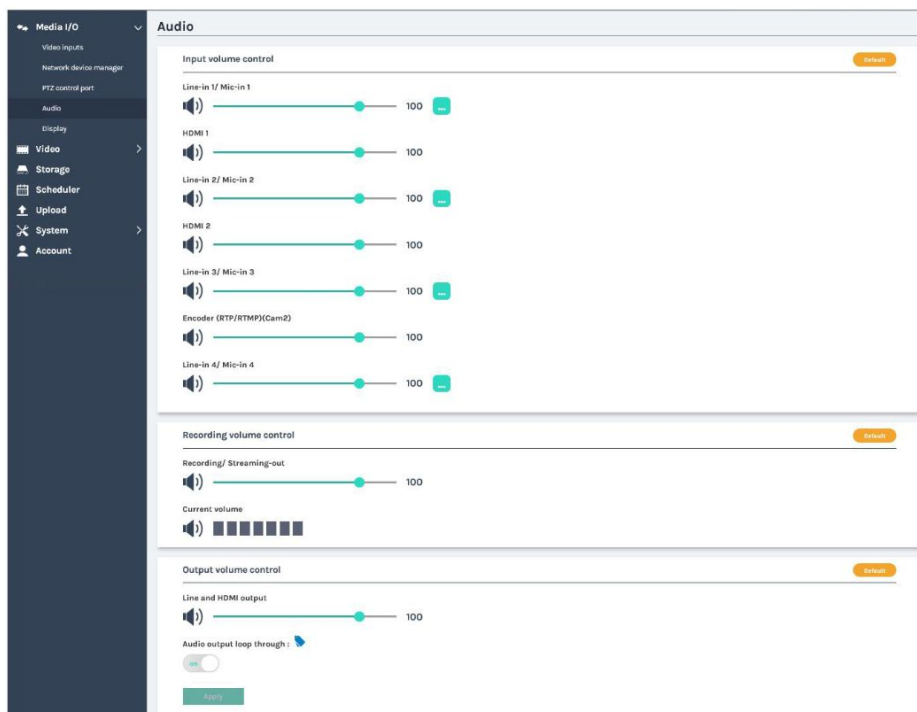 Media I/O
Video inputs
Network device manager
PTZ control port
Audio
Display
Video
Storage
Scheduler
Upload
System
Account
Audio
Input volume control
Default
Line-in 1/ Mic-in 1
100
...
HDMI 1
100
Line-in 2/ Mic-in 2
100
...
HDMI 2
100
Line-in 3/ Mic-in 3
100
...
Encoder (RTP/RTMP)(Cam2)
100
Line-in 4/ Mic-in 4
100
...
Recording volume control
Default
Recording/ Streaming-out
100
Current volume
Output volume control
Default
Line and HDMI output
100
Audio output loop through :
on
Apply